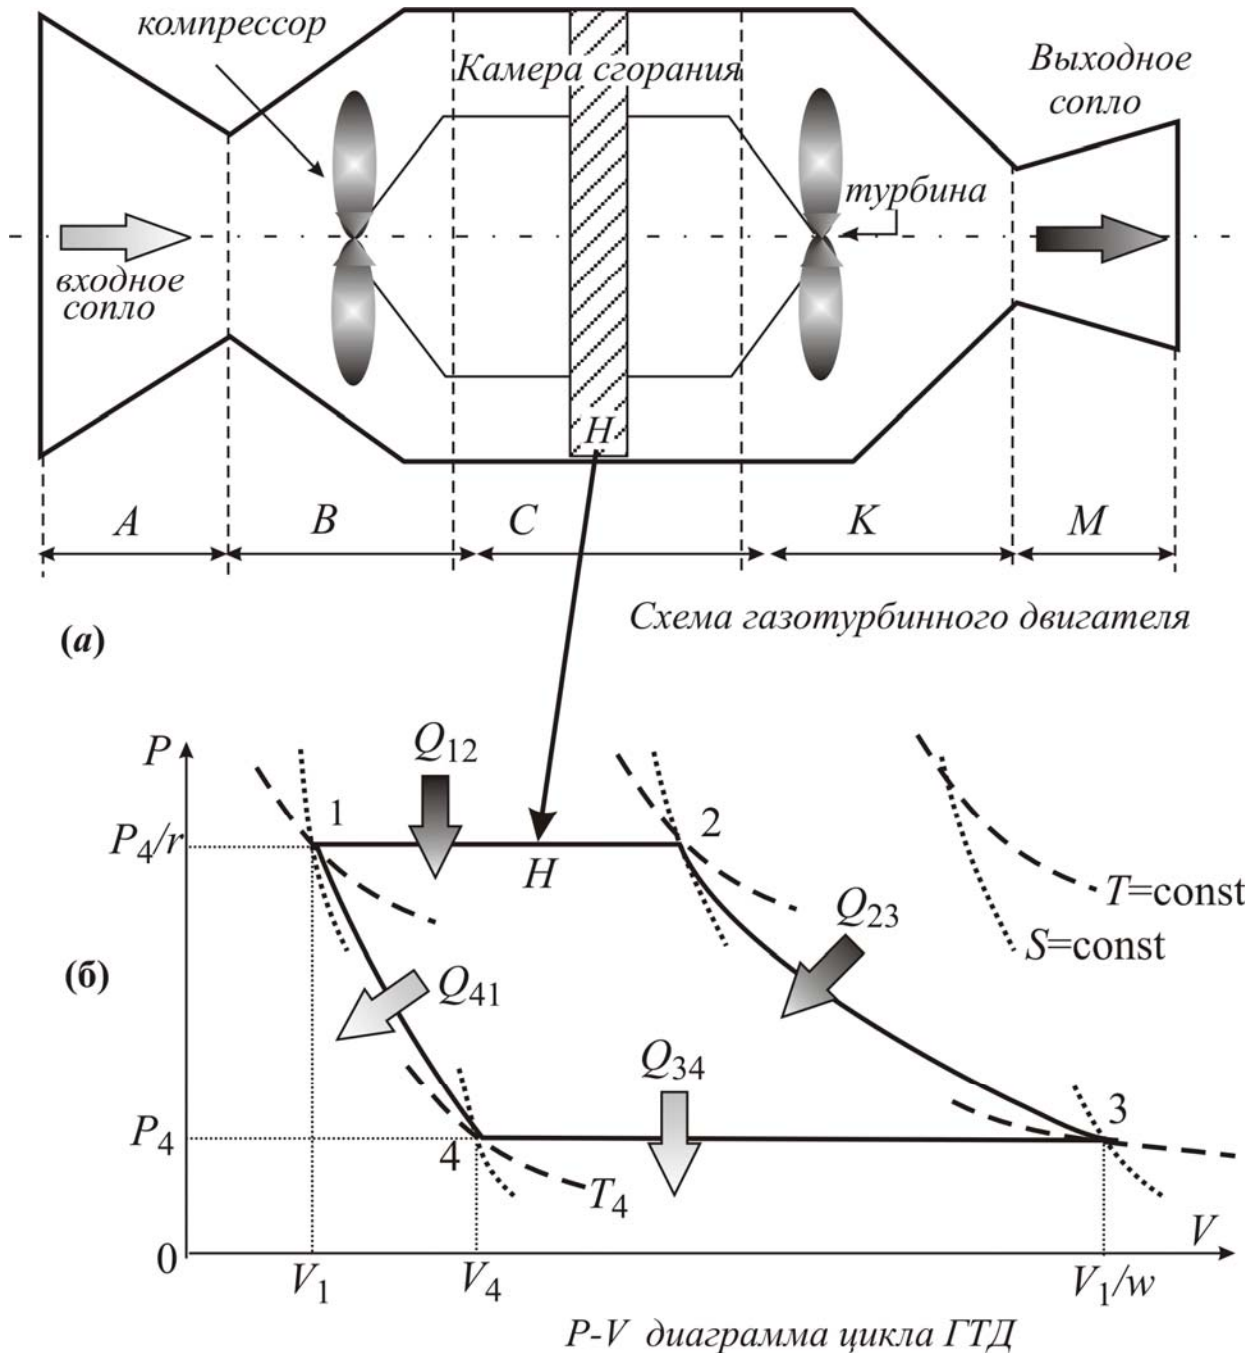 компрессор
Камера сгорания
Выходное
сопло
турбина
входное
сопло
H
A B C K M
Схема газотурбинного двигателя
(а)
P
Q12
1
2
P4/r
H
T=const
Q23
S=const
(б)
Q41
Q34
3
P4
4
T4
V
0
V1 V4 V1/w
P-V диаграмма цикла ГТД